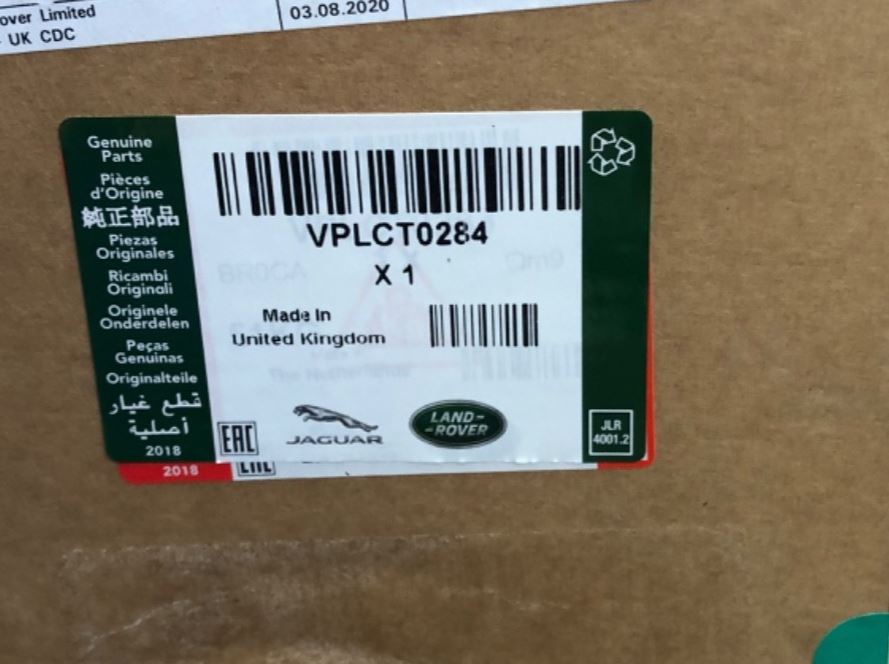 over Limited
UK CDC
03.08.2020
Genuine
Parts
Pièces
d'Origine
純正部品
Piezas
Originales
Ricambi
Originali
Originele
Onderdelen
Peças
Genuinas
Originalteile
قطع غيار
أصلية
2018
2018
VPLCT0284
X 1
Made In
United Kingdom
EAC
JAGUAR
LAND-
-ROVER
JLR
4001.2